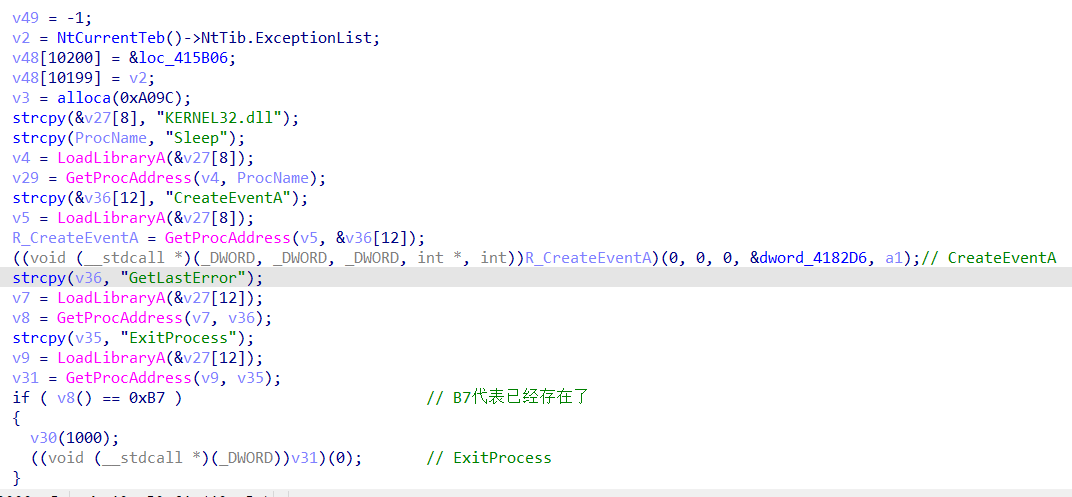 v49 = -1;
v2 = NtCurrentTeb()->NtTib.ExceptionList;
v48[10200] = &loc_415B06;
v48[10199] = v2;
v3 = alloca(0xA09C);
strcpy(&v27[8], "KERNEL32.dll");
strcpy(ProcName, "Sleep");
v4 = LoadLibraryA(&v27[8]);
v29 = GetProcAddress(v4, ProcName);
strcpy(&v36[12], "CreateEventA");
v5 = LoadLibraryA(&v27[8]);
R_CreateEventA = GetProcAddress(v5, &v36[12]);
((void (__stdcall *)(_DWORD, _DWORD, _DWORD, int *, int))R_CreateEventA)(0, 0, 0, &dword_4182D6, a1);// CreateEventA
strcpy(v36, "GetLastError");
v7 = LoadLibraryA(&v27[12]);
v8 = GetProcAddress(v7, v36);
strcpy(v35, "ExitProcess");
v9 = LoadLibraryA(&v27[12]);
v31 = GetProcAddress(v9, v35);
if ( v8() == 0xB7 ) // B7代表已经存在了
{
v30(1000);
((void (__stdcall *)(_DWORD))v31)(0); // ExitProcess
}